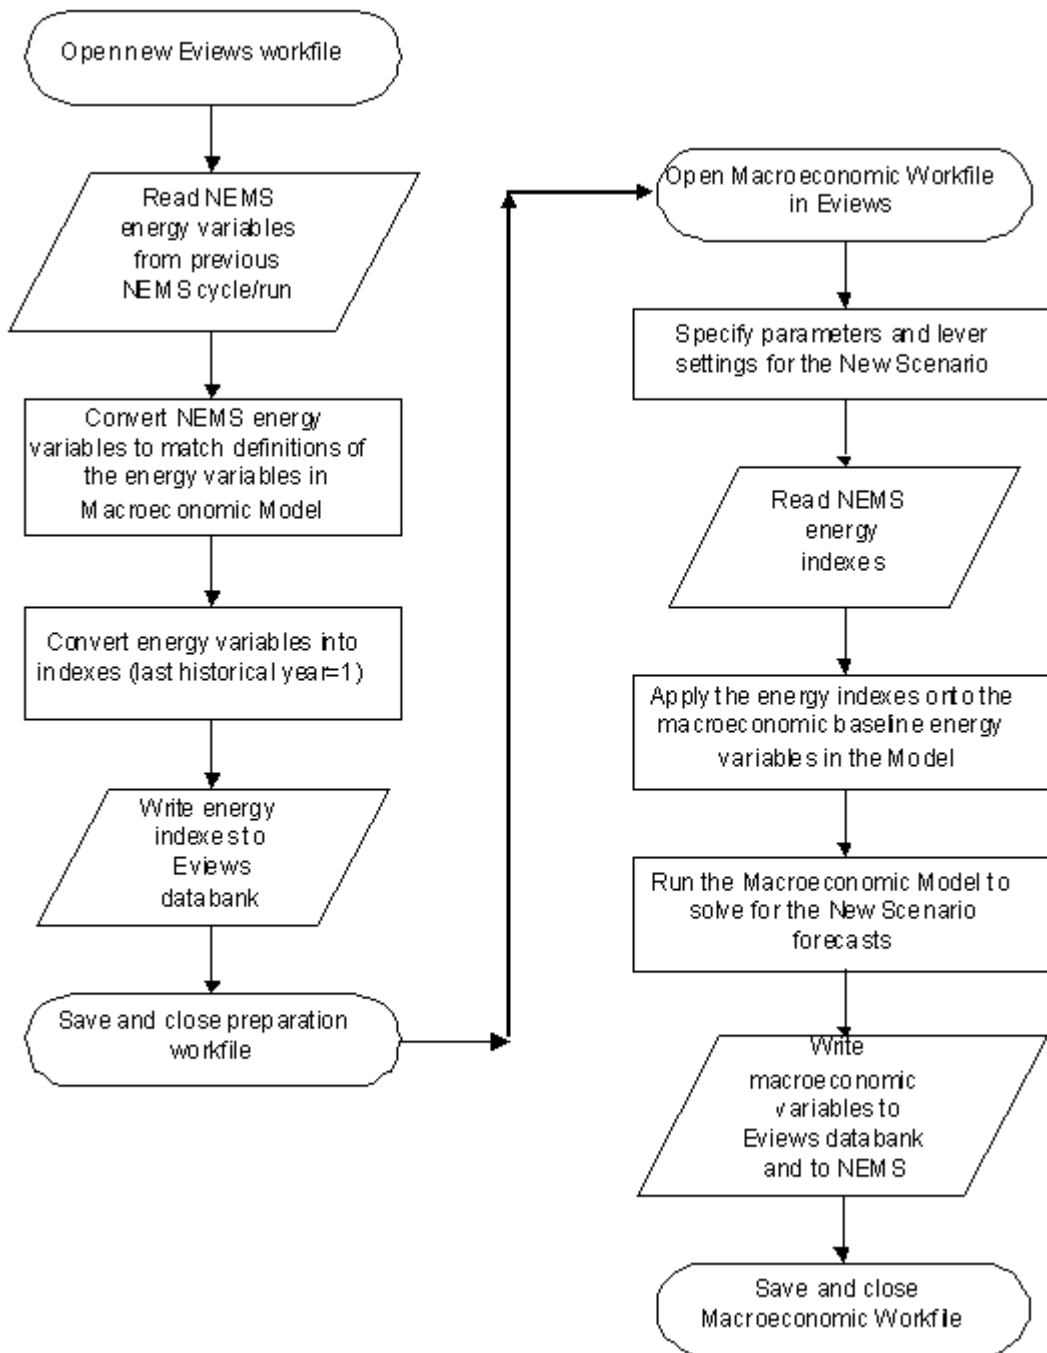 Open new Eviews workfile
Read NEMS
energy variables
from previous
NEMS cycle/run
Convert NEMS energy
variables to match definitions of
the energy variables in
Macroeconomic Model
Convert energy variables into
indexes (last historical year=1)
Write energy
indexes to
Eviews
databank
Save and close preparation
workfile
Open Macroeconomic Workfile
in Eviews
Specify parameters and lever
settings for the New Scenario
Read NEMS
energy
indexes
Apply the energy indexes onto the
macroeconomic baseline energy
variables in the Model
Run the Macroeconomic Model to
solve for the New Scenario
forecasts
Write
macroeconomic
variables to
Eviews databank
and to NEMS
Save and close
Macroeconomic Workfile